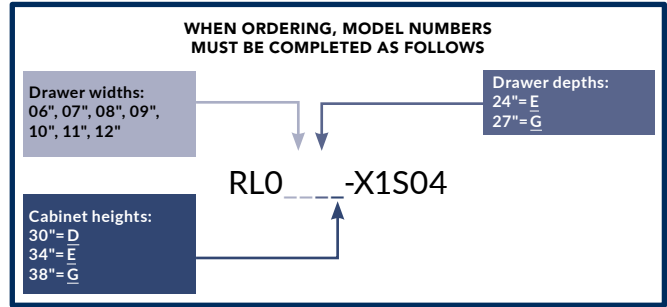 WHEN ORDERING, MODEL NUMBERS
MUST BE COMPLETED AS FOLLOWS
Drawer widths:
06", 07", 08", 09",
10", 11", 12"
Drawer depths:
24"= E
27"= G
RL0_ _ _ _-X1S04
Cabinet heights:
30"= D
34"= E
38"= G